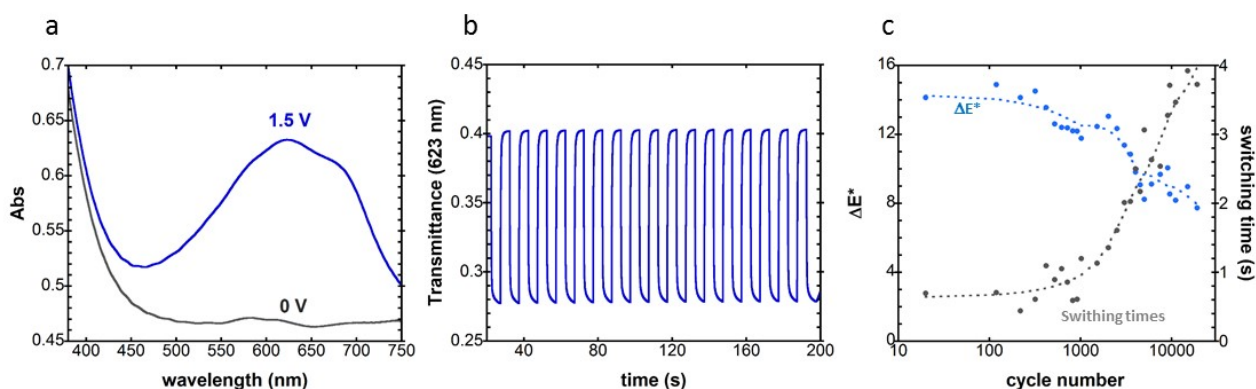 a
Abs
0.7
0.65
0.6
0.55
0.5
0.45
1.5 V
0 V
400 450 500 550 600 650 700 750
wavelength (nm)
b
Transmittance (623 nm)
0.45
0.4
0.35
0.3
0.25
40 80 120 160 200
time (s)
c
ΔE*
16
12
8
4
0
ΔE*
Swithing times
10 100 1000 10000
cycle number
4
3
2
1
0
switching time (s)